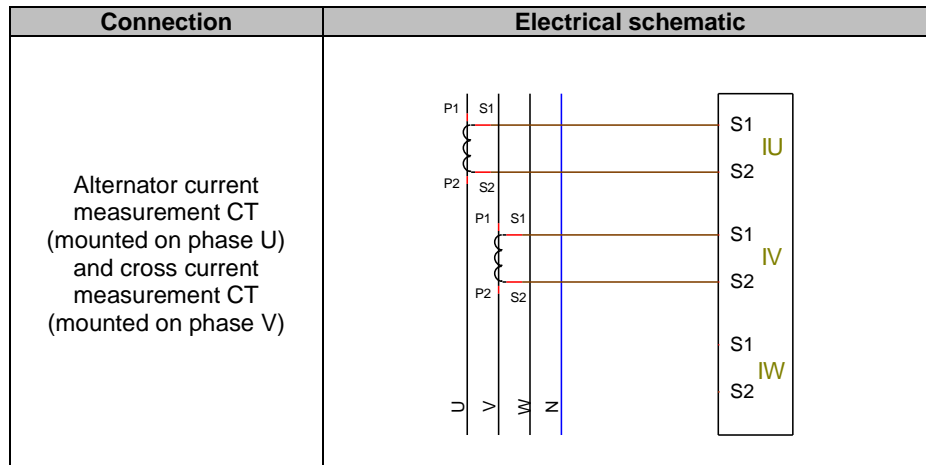 Connection
Electrical schematic
Alternator current
measurement CT
(mounted on phase U)
and cross current
measurement CT
(mounted on phase V)
P1 S1
P2 S2
P1 S1
P2 S2
U V W N
S1
IU
S2
S1
IV
S2
S1
IW
S2